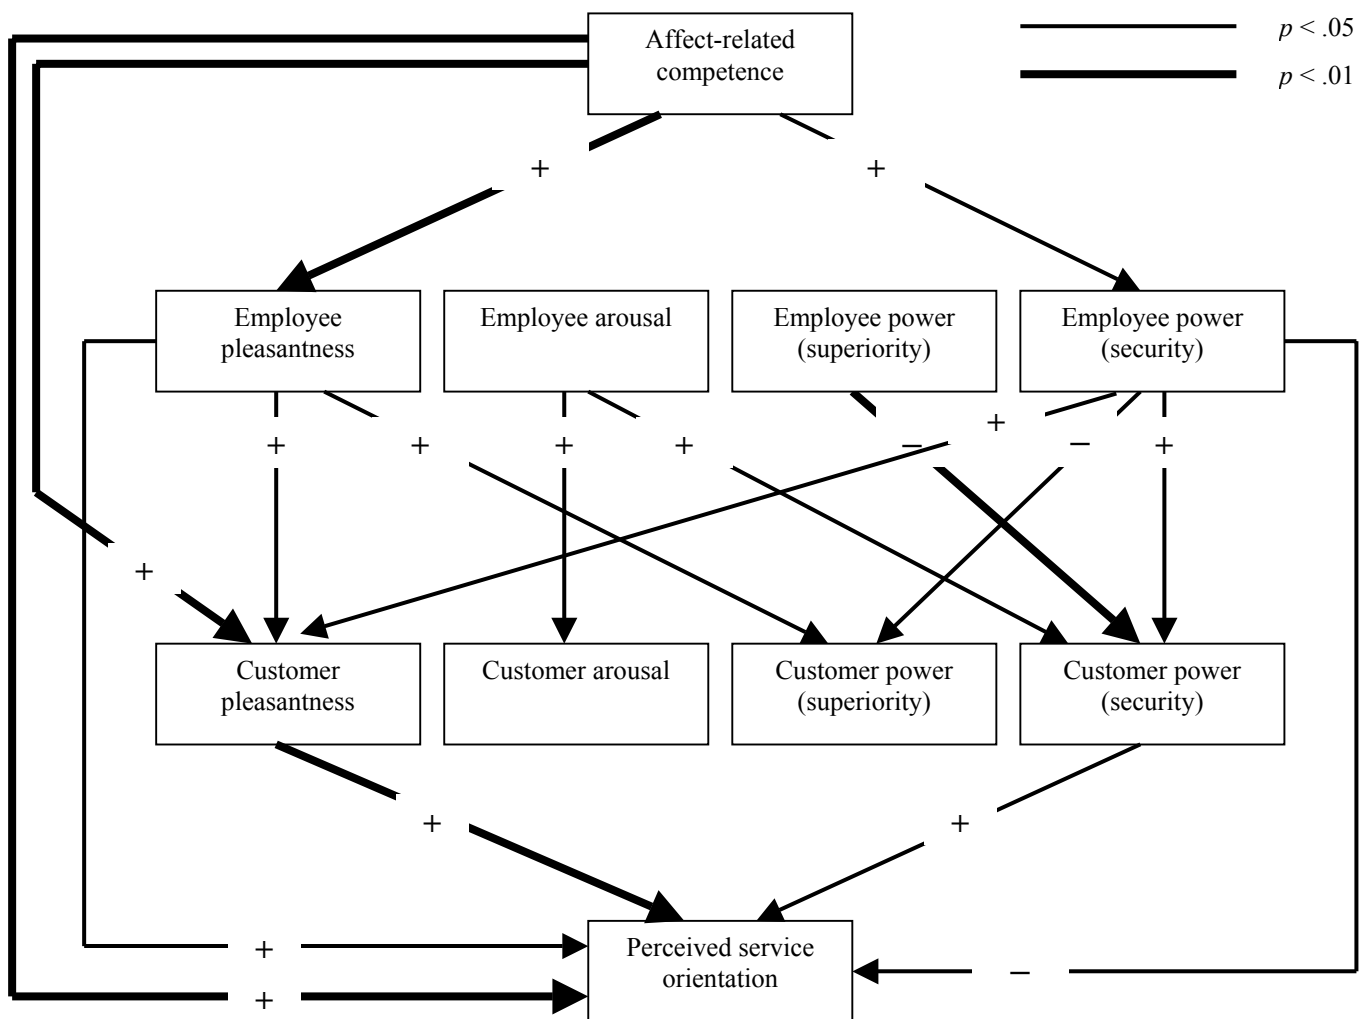 Affect-related
competence
p < .05
p < .01
+
+
Employee
pleasantness
Employee arousal
Employee power
(superiority)
Employee power
(security)
+
+
+
+
–
+
–
+
+
Customer
pleasantness
Customer arousal
Customer power
(superiority)
Customer power
(security)
+
+
Perceived service
orientation
+
+
–